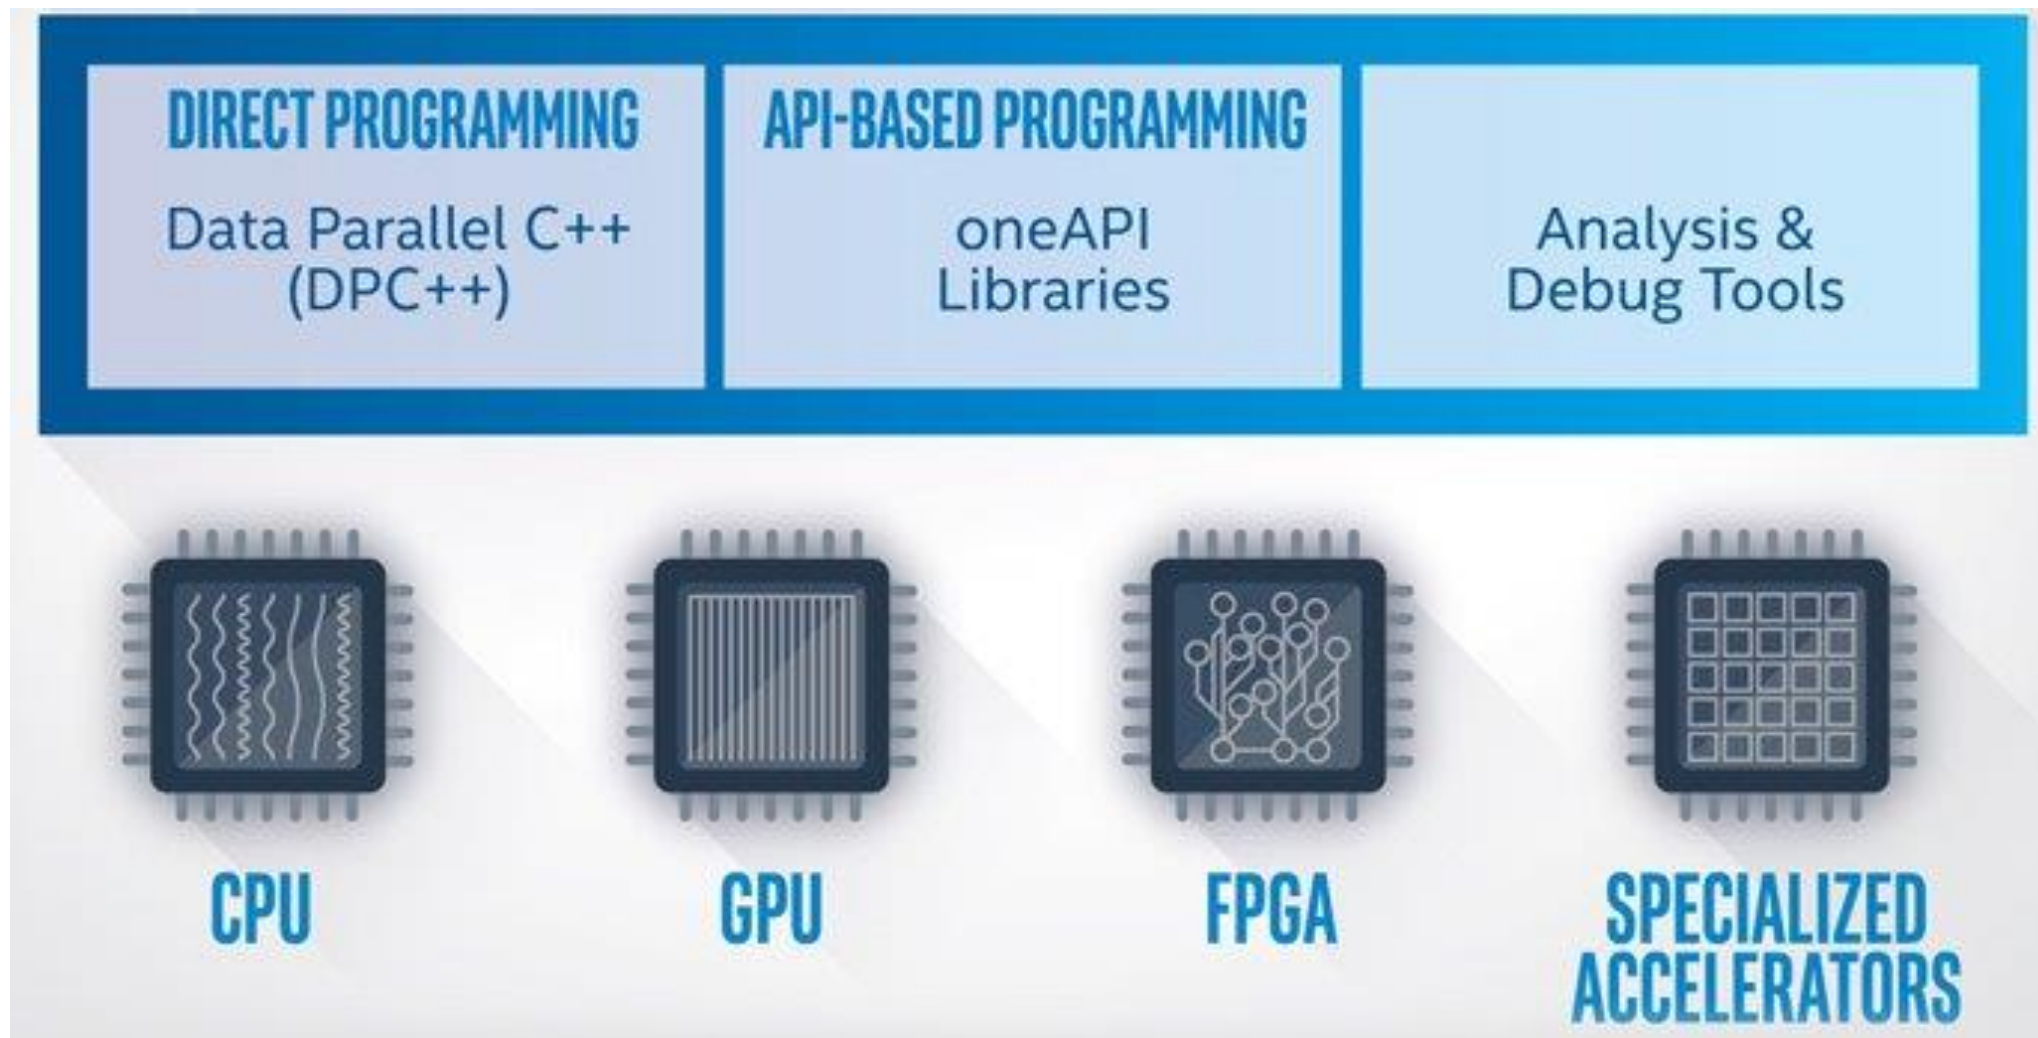 DIRECT PROGRAMMING
Data Parallel C++
(DPC++)
API-BASED PROGRAMMING
oneAPI
Libraries
Analysis &
Debug Tools
CPU
GPU
FPGA
SPECIALIZED
ACCELERATORS